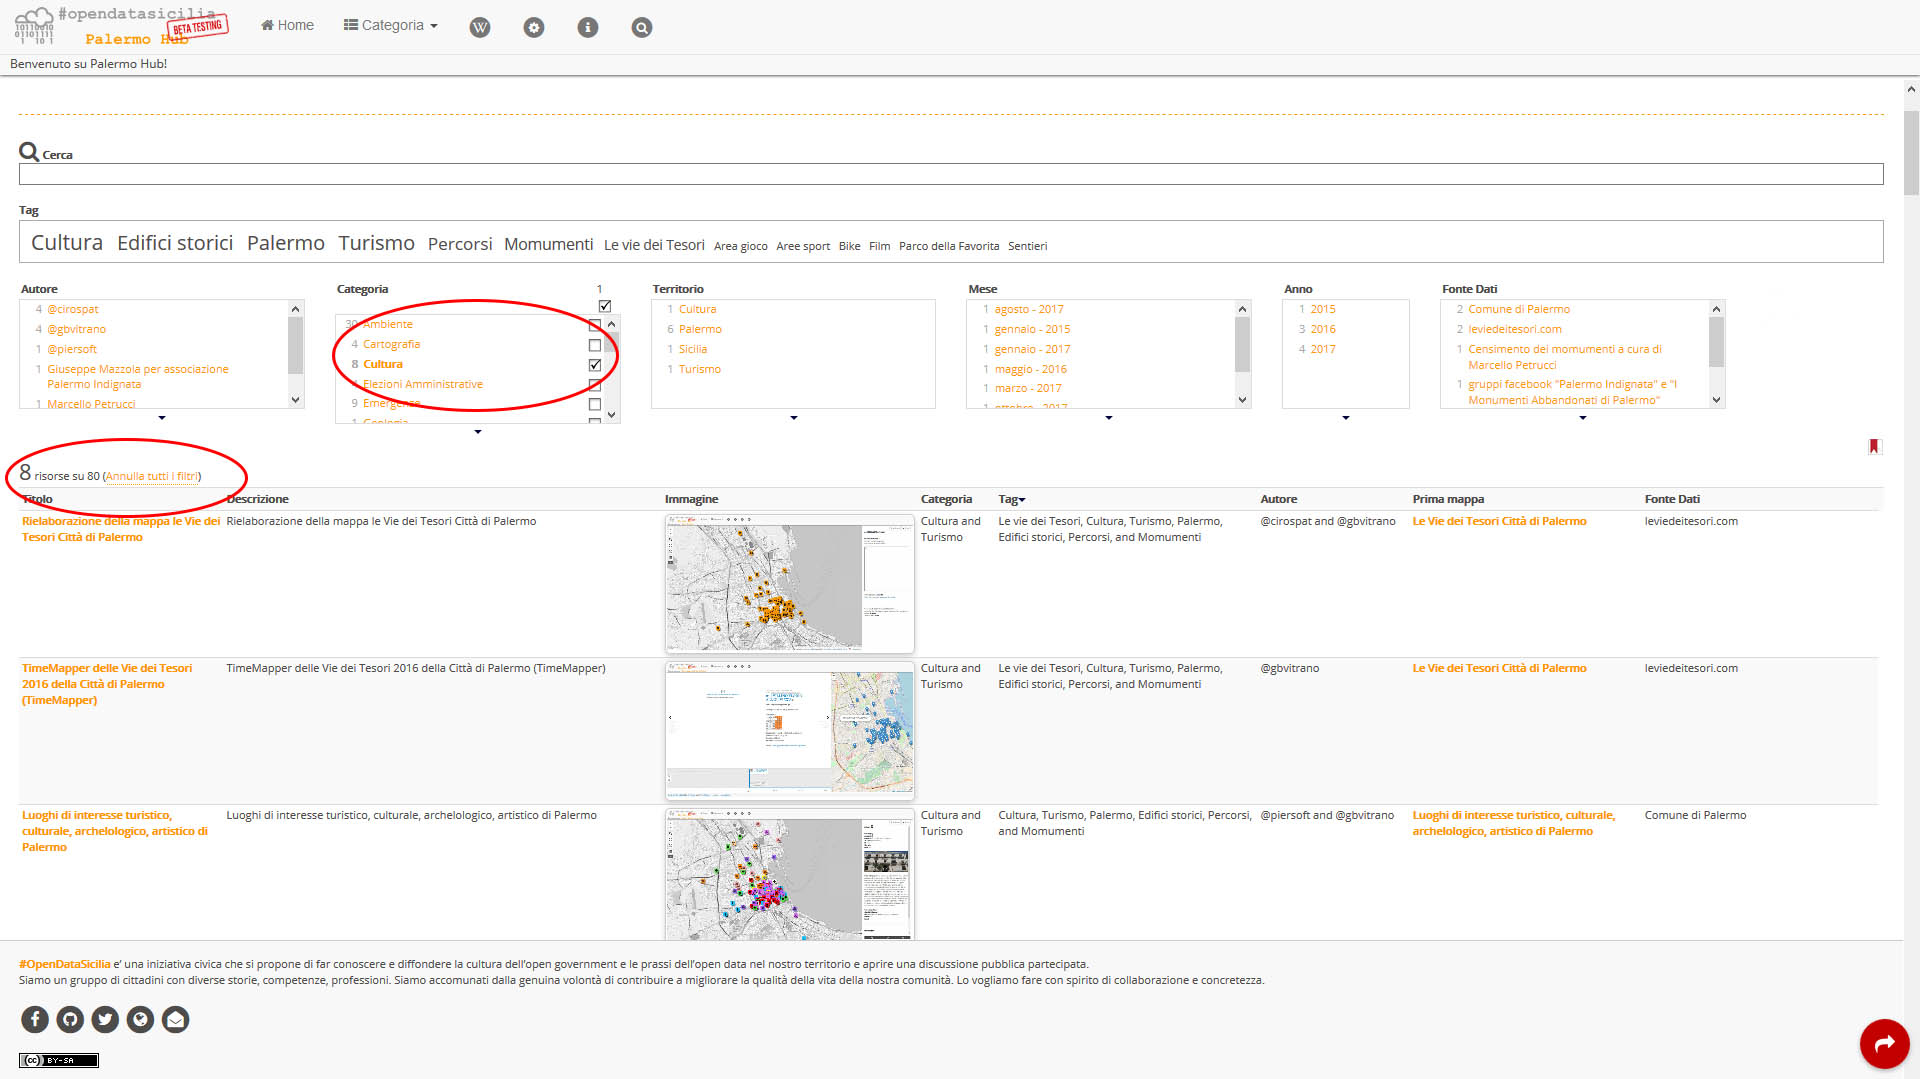 #opendatasicilia
Palermo Hub
BETA TESTING
Home
Categoria
W
Benvenuto su Palermo Hub!
Cerca
Tag
Cultura Edifici storici Palermo Turismo Percorsi Momumenti Le vie dei Tesori Area gioco Aree sport Bike Film Parco della Favorita Sentieri
Autore
4 @cirospat
4 @gbvitrano
1 @piersoft
1 Giuseppe Mazzola per associazione
Palermo Indignata
1 Marcello Petrucci
Categoria 1
30 Ambiente
4 Cartografia
8 Cultura
Elezioni Amministrative
9 Emergenze
1 Geologia
Territorio
1 Cultura
6 Palermo
1 Sicilia
1 Turismo
Mese
1 agosto - 2017
1 gennaio - 2015
1 gennaio - 2017
1 maggio - 2016
1 marzo - 2017
1 ottobre - 2017
Anno
1 2015
3 2016
4 2017
Fonte Dati
2 Comune di Palermo
2 leviedeitesori.com
1 Censimento dei momumenti a cura di
Marcello Petrucci
1 gruppi facebook "Palermo Indignata" e "I
Monumenti Abbandonati di Palermo"
8 risorse su 80 (Annulla tutti i filtri)
Titolo Descrizione Immagine Categoria Tag Autore Prima mappa Fonte Dati
Rielaborazione della mappa le Vie dei
Tesori Città di Palermo
Rielaborazione della mappa le Vie dei Tesori Città di Palermo
Cultura and
Turismo
Le vie dei Tesori, Cultura, Turismo, Palermo,
Edifici storici, Percorsi, and Momumenti
@cirospat and @gbvitrano
Le Vie dei Tesori Città di Palermo
leviedeitesori.com
TimeMapper delle Vie dei Tesori
2016 della Città di Palermo
(TimeMapper)
TimeMapper delle Vie dei Tesori 2016 della Città di Palermo (TimeMapper)
Cultura and
Turismo
Le vie dei Tesori, Cultura, Turismo, Palermo,
Edifici storici, Percorsi, and Momumenti
@gbvitrano
Le Vie dei Tesori Città di Palermo
leviedeitesori.com
Luoghi di interesse turistico,
culturale, archelologico, artistico di
Palermo
Luoghi di interesse turistico, culturale, archelologico, artistico di Palermo
Cultura and
Turismo
Cultura, Turismo, Palermo, Edifici storici, Percorsi,
and Momumenti
@piersoft and @gbvitrano
Luoghi di interesse turistico, culturale,
archelologico, artistico di Palermo
Comune di Palermo
#OpenDataSicilia e' una iniziativa civica che si propone di far conoscere e diffondere la cultura dell'open government e le prassi dell'open data nel nostro territorio e aprire una discussione pubblica partecipata.
Siamo un gruppo di cittadini con diverse storie, competenze, professioni. Siamo accomunati dalla genuina volontà di contribuire a migliorare la qualità della vita della nostra comunità. Lo vogliamo fare con spirito di collaborazione e concretezza.
cc BY-SA